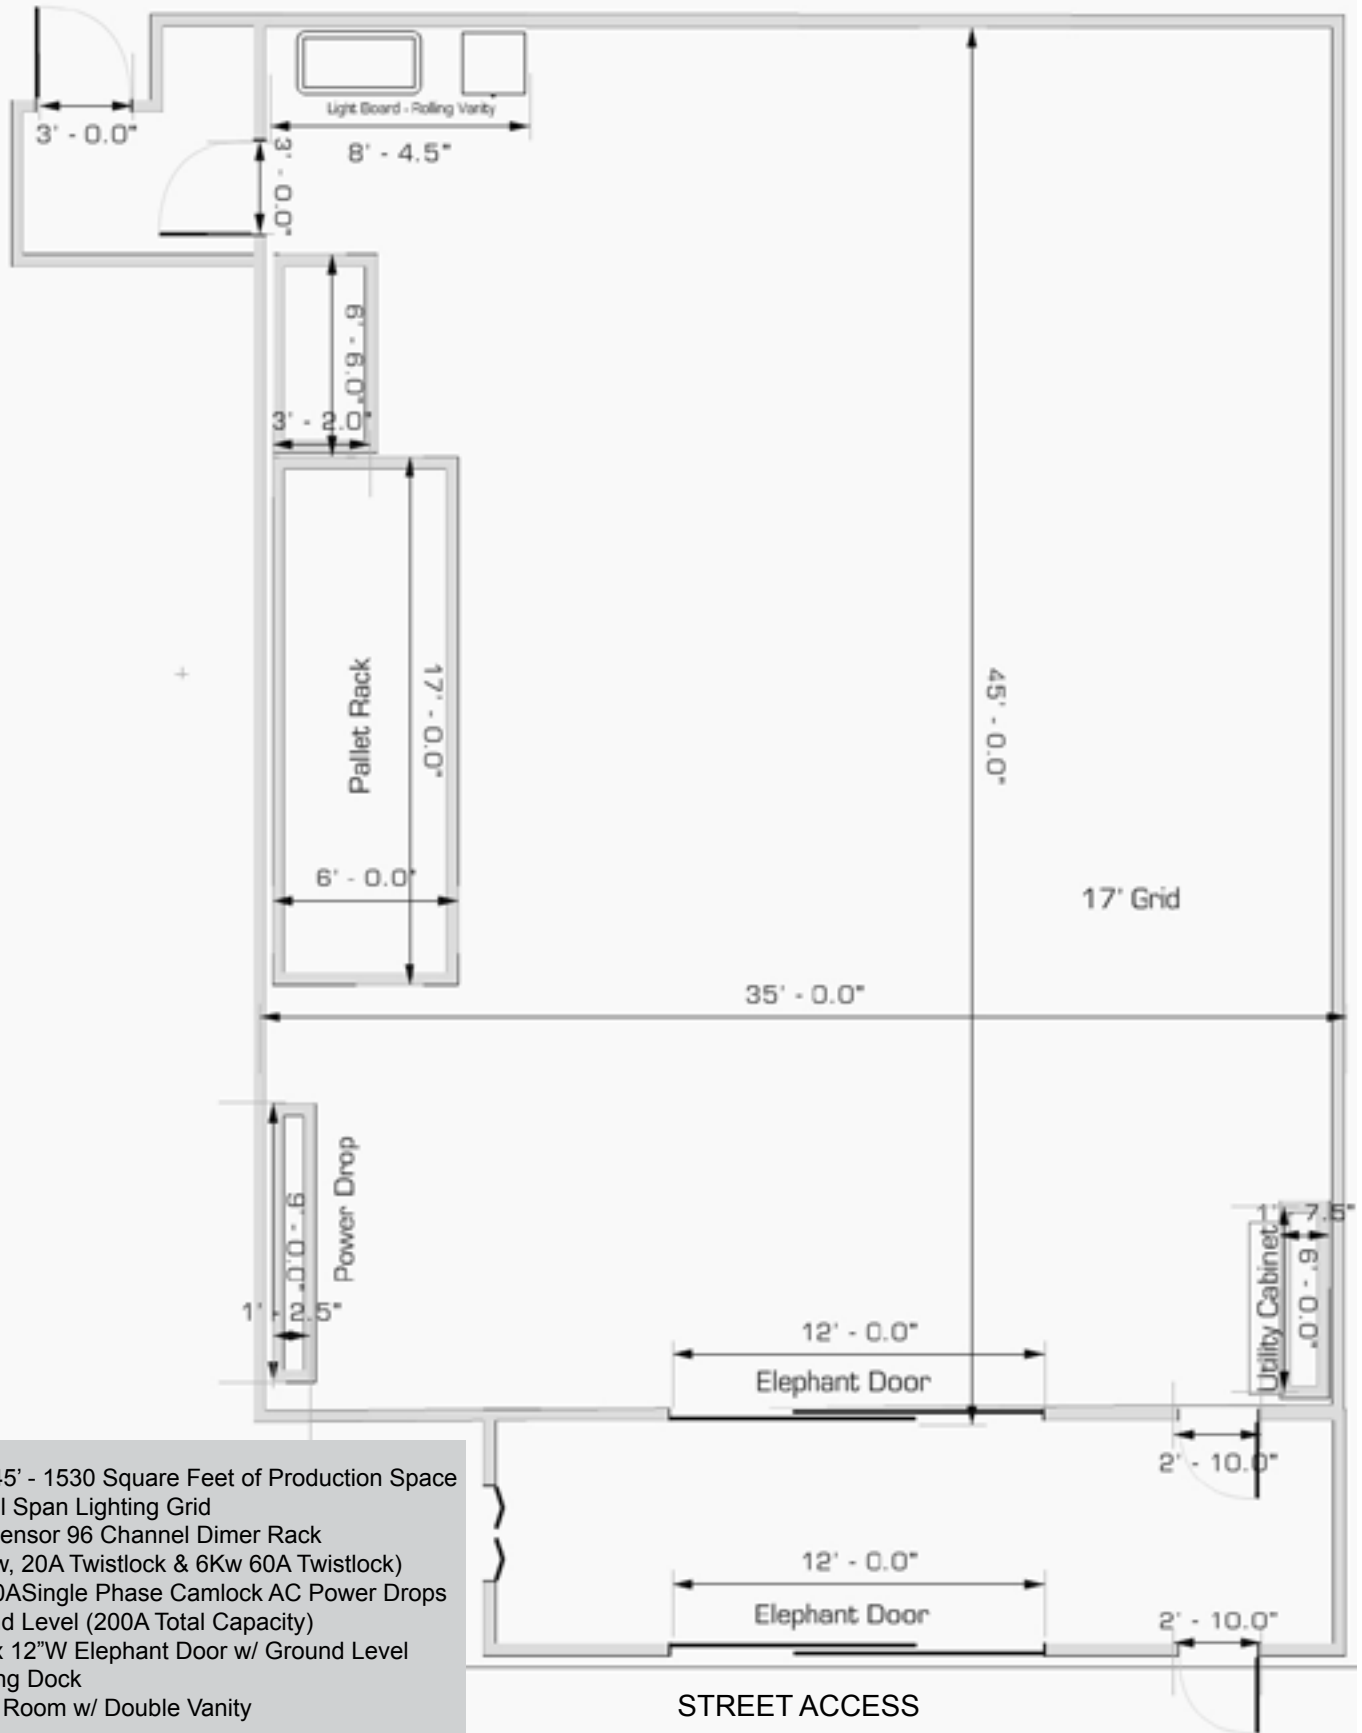 3' - 0.0"
Light Board - Rolling Vanity
8' - 4.5"
3' - 0.0"
6' - 6.0"
3' - 2.0"
Pallet Rack
17' - 0.0"
6' - 0.0"
45' - 0.0"
17' Grid
35' - 0.0"
Power Drop
9' - 0.0"
1' - 2.5"
1' - 7.5"
Utility Cabinet
6' - 0.0"
12' - 0.0"
Elephant Door
2' - 10.0"
12' - 0.0"
Elephant Door
2' - 10.0"
45' - 1530 Square Feet of Production Space
Span Lighting Grid
96 Channel Dimer Rack
20A Twistlock & 6Kw 60A Twistlock)
Single Phase Camlock AC Power Drops
Level (200A Total Capacity)
x 12”W Elephant Door w/ Ground Level
Dock
Room w/ Double Vanity
STREET ACCESS